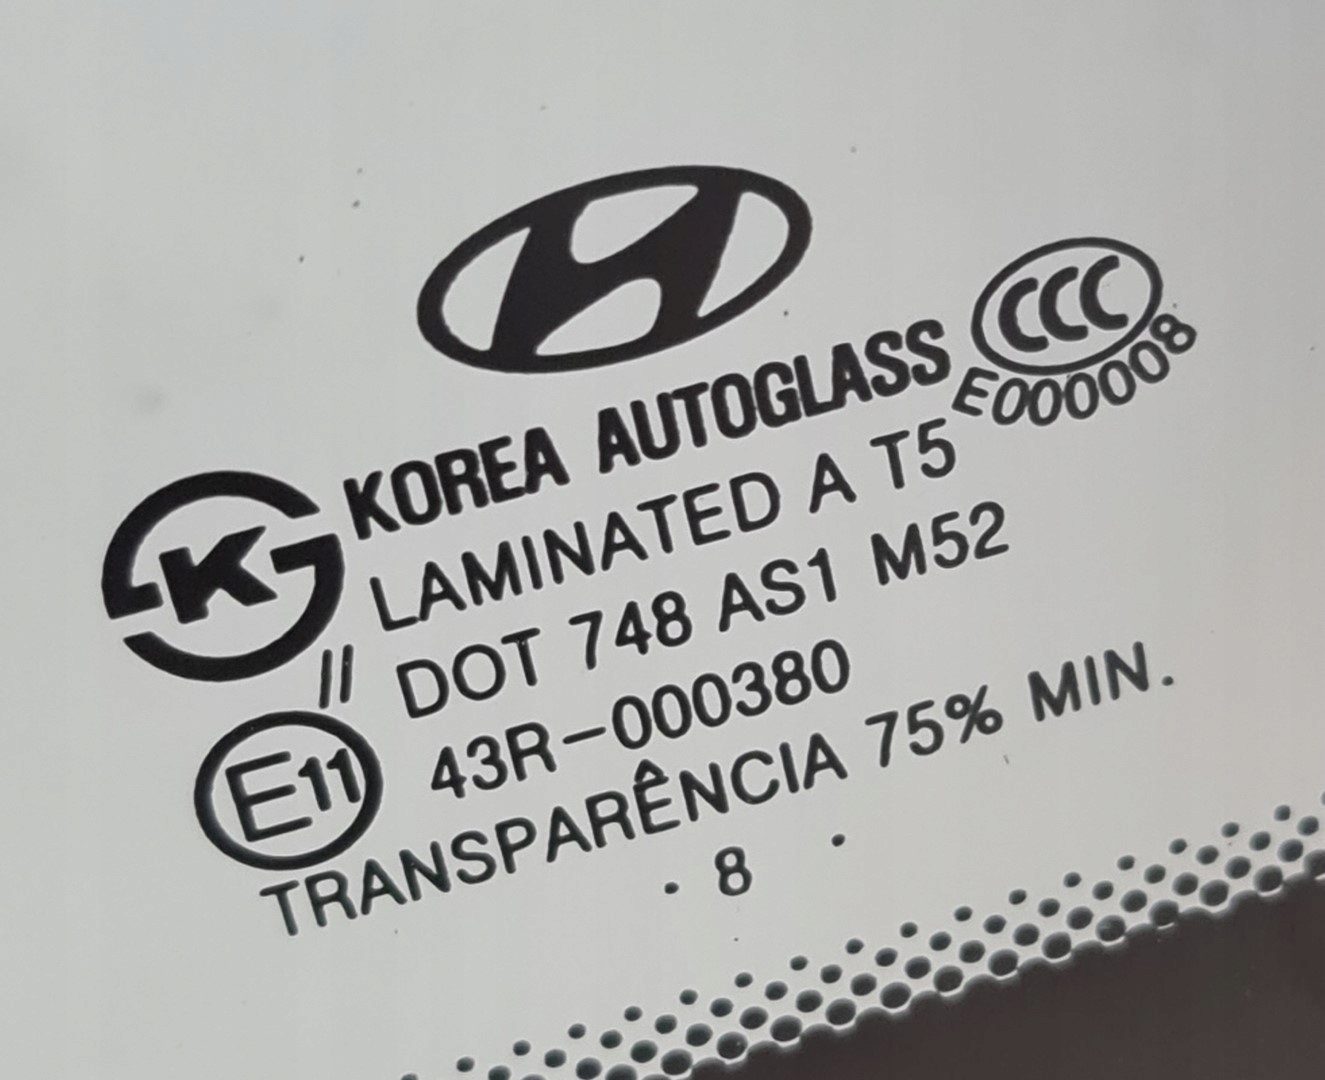 CCC
E000008
KOREA AUTOGLASS
K
LAMINATED A T5
// DOT 748 AS1 M52
E11 43R-000380
TRANSPARÊNCIA 75% MIN.
. 8 .